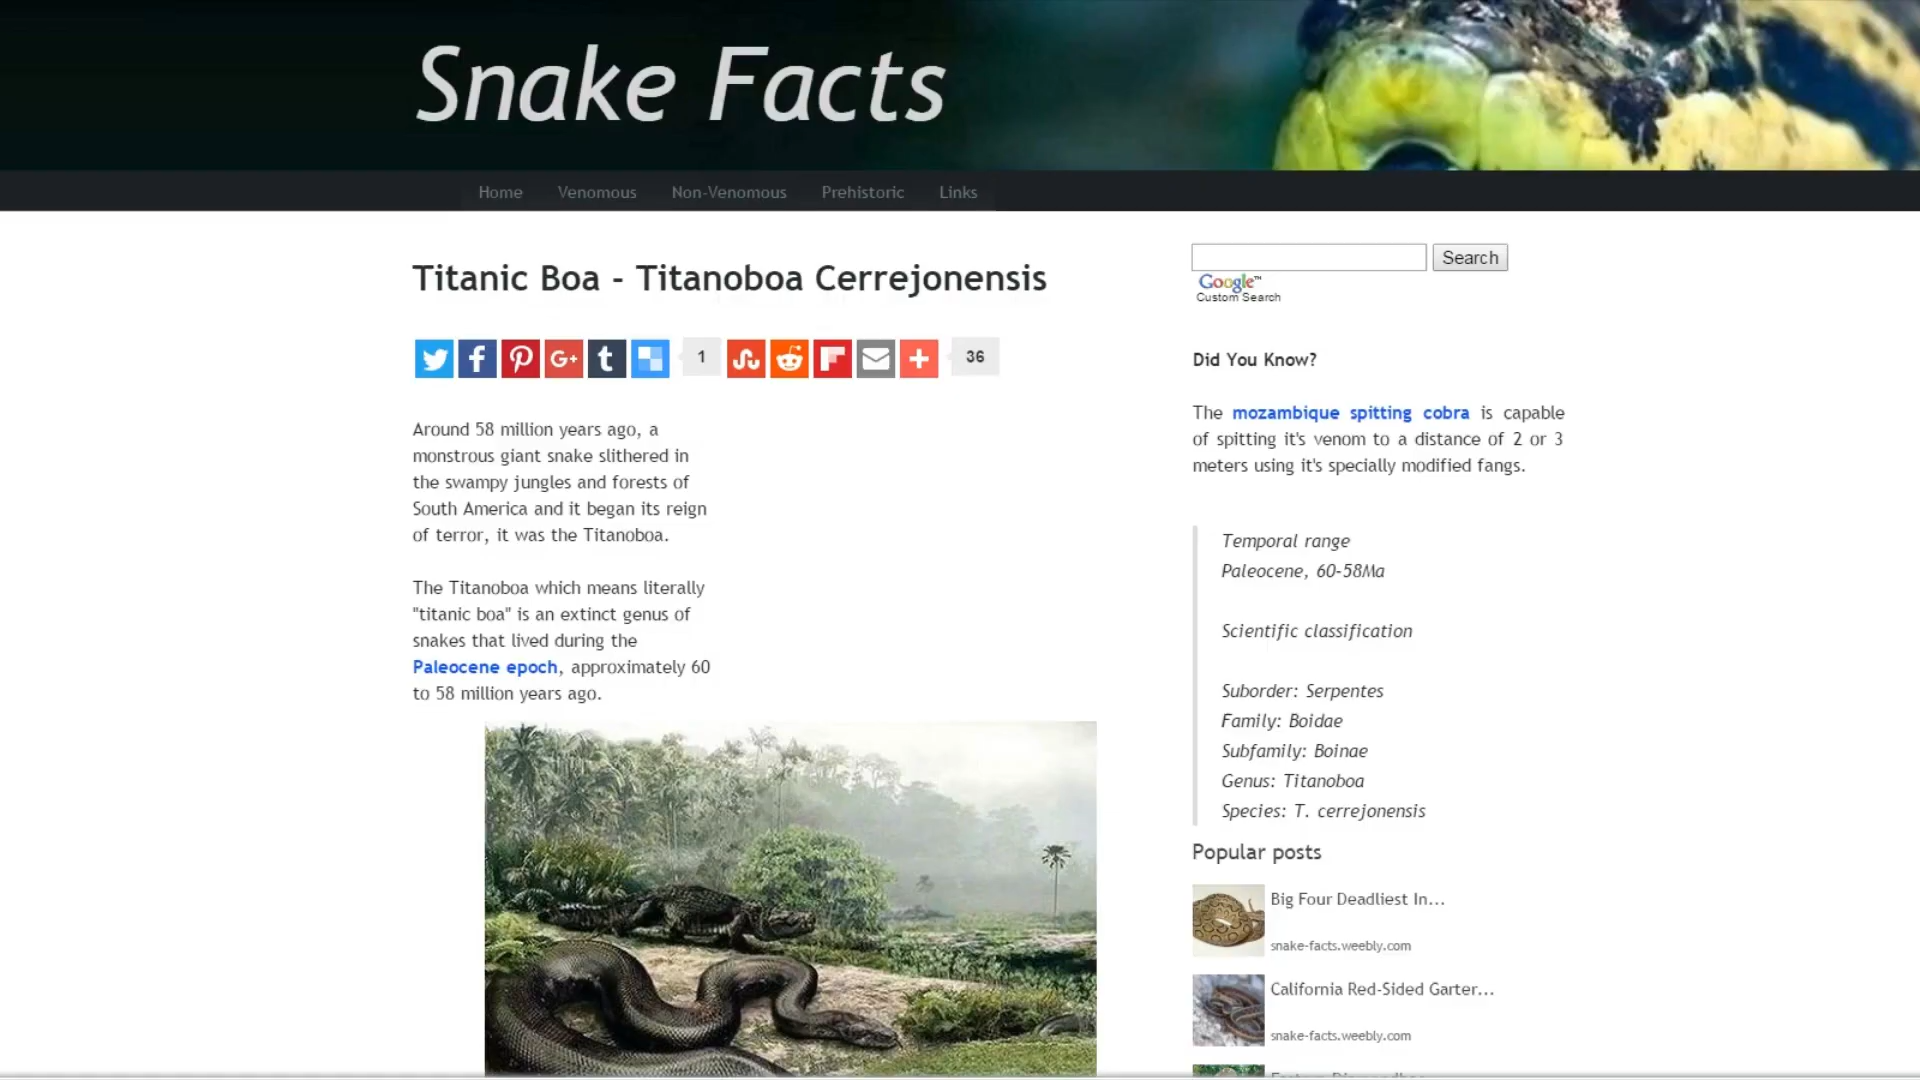 Snake Facts
Home Venomous Non-Venomous Prehistoric Links
Titanic Boa - Titanoboa Cerrejonensis
1
36
Around 58 million years ago, a
monstrous giant snake slithered in
the swampy jungles and forests of
South America and it began its reign
of terror, it was the Titanoboa.
The Titanoboa which means literally
"titanic boa" is an extinct genus of
snakes that lived during the
Paleocene epoch, approximately 60
to 58 million years ago.
Search
Google™
Custom Search
Did You Know?
The mozambique spitting cobra is capable
of spitting it's venom to a distance of 2 or 3
meters using it's specially modified fangs.
Temporal range
Paleocene, 60-58Ma
Scientific classification
Suborder: Serpentes
Family: Boidae
Subfamily: Boinae
Genus: Titanoboa
Species: T. cerrejonensis
Popular posts
Big Four Deadliest In...
snake-facts.weebly.com
California Red-Sided Garter...
snake-facts.weebly.com